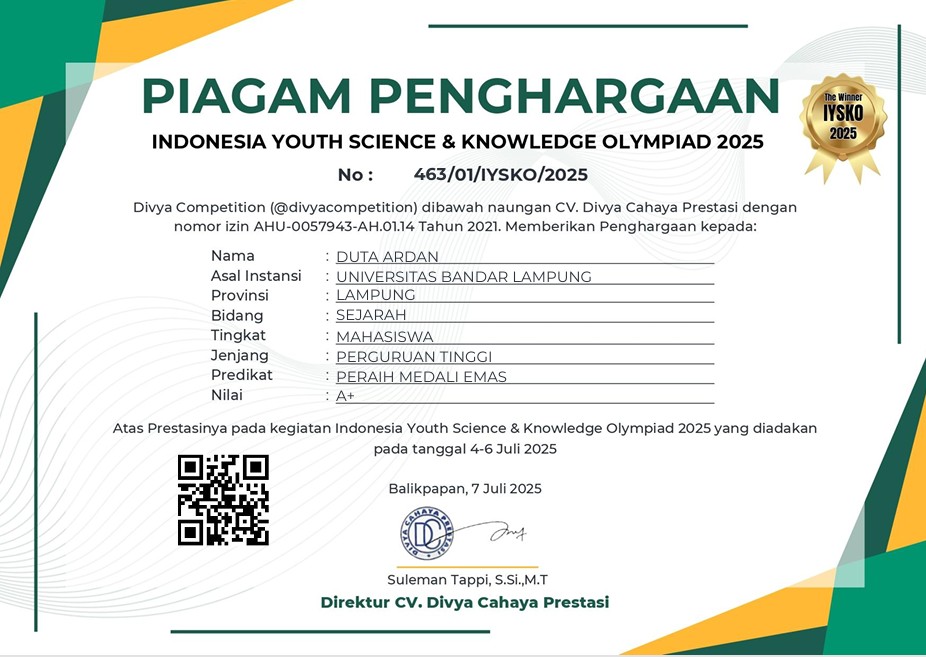 PIAGAM PENGHARGAAN
The Winner
IYSKO
2025
INDONESIA YOUTH SCIENCE & KNOWLEDGE OLYMPIAD 2025
No : 463/01/IYSKO/2025
Divya Competition (@divyacompetition) dibawah naungan CV. Divya Cahaya Prestasi dengan
nomor izin AHU-0057943-AH.01.14 Tahun 2021. Memberikan Penghargaan kepada:
Nama : DUTA ARDAN
Asal Instansi : UNIVERSITAS BANDAR LAMPUNG
Provinsi : LAMPUNG
Bidang : SEJARAH
Tingkat : MAHASISWA
Jenjang : PERGURUAN TINGGI
Predikat : PERAIH MEDALI EMAS
Nilai : A+
Atas Prestasinya pada kegiatan Indonesia Youth Science & Knowledge Olympiad 2025 yang diadakan
pada tanggal 4-6 Juli 2025
Balikpapan, 7 Juli 2025
DIVYA CAHAYA PRESTASI
DC
Suleman Tappi, S.Si.,M.T
Direktur CV. Divya Cahaya Prestasi